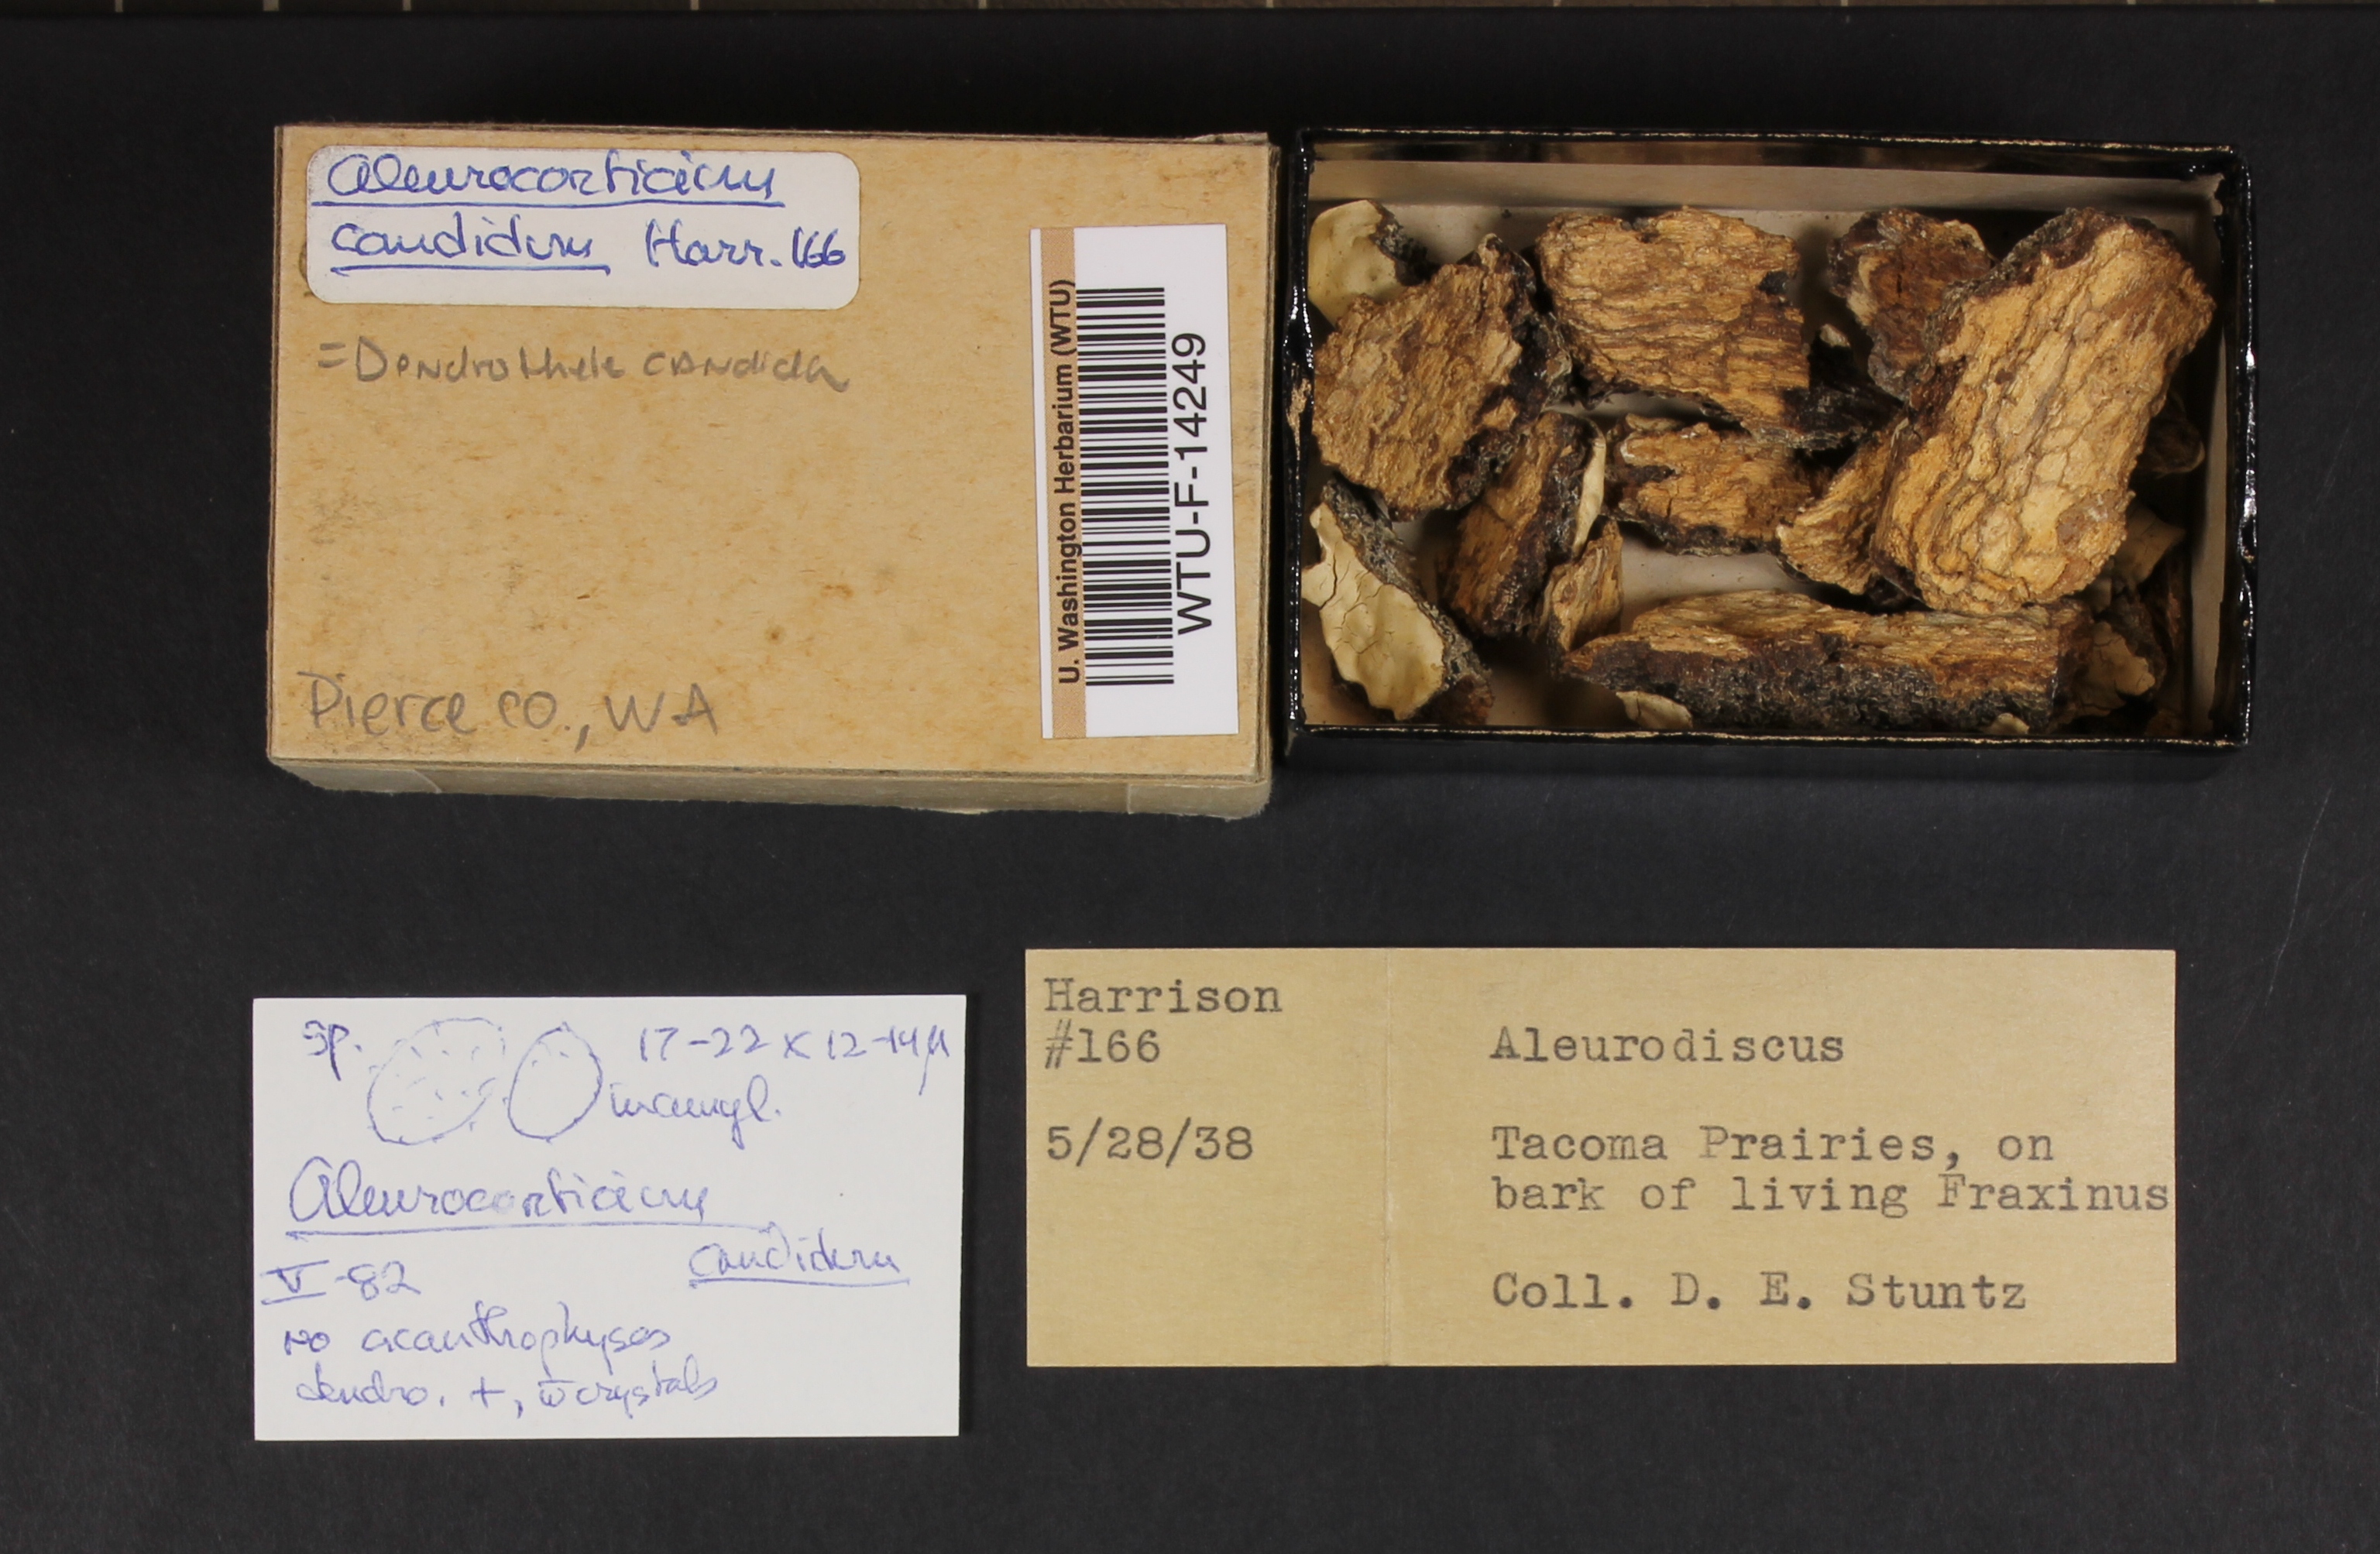 Aleurocorticium
candidum Harr. 166
= Dendrothele candida
Pierce co., WA
U. Washington Herbarium (WTU)
WTU-F-14249
sp. 17-22 x 12-14 µ
inamyl.
Aleurocorticium
candidum
V-82
no acanthophyses
dendro. +, w̄ crystals
Harrison
#166
5/28/38
Aleurodiscus
Tacoma Prairies, on
bark of living Fraxinus
Coll. D. E. Stuntz